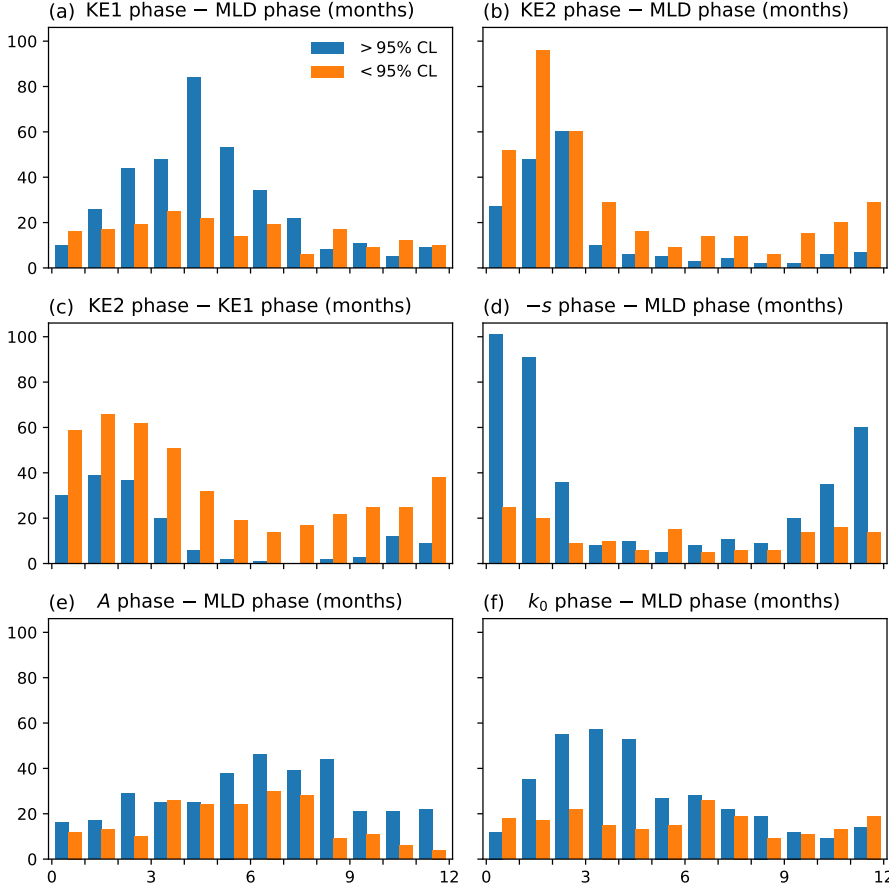 (a) KE1 phase − MLD phase (months)
(b) KE2 phase − MLD phase (months)
100
80
60
40
20
0
> 95% CL
< 95% CL
(c) KE2 phase − KE1 phase (months)
(d) −s phase − MLD phase (months)
100
80
60
40
20
0
(e) A phase − MLD phase (months)
(f) k₀ phase − MLD phase (months)
100
80
60
40
20
0
0 3 6 9 12
0 3 6 9 12